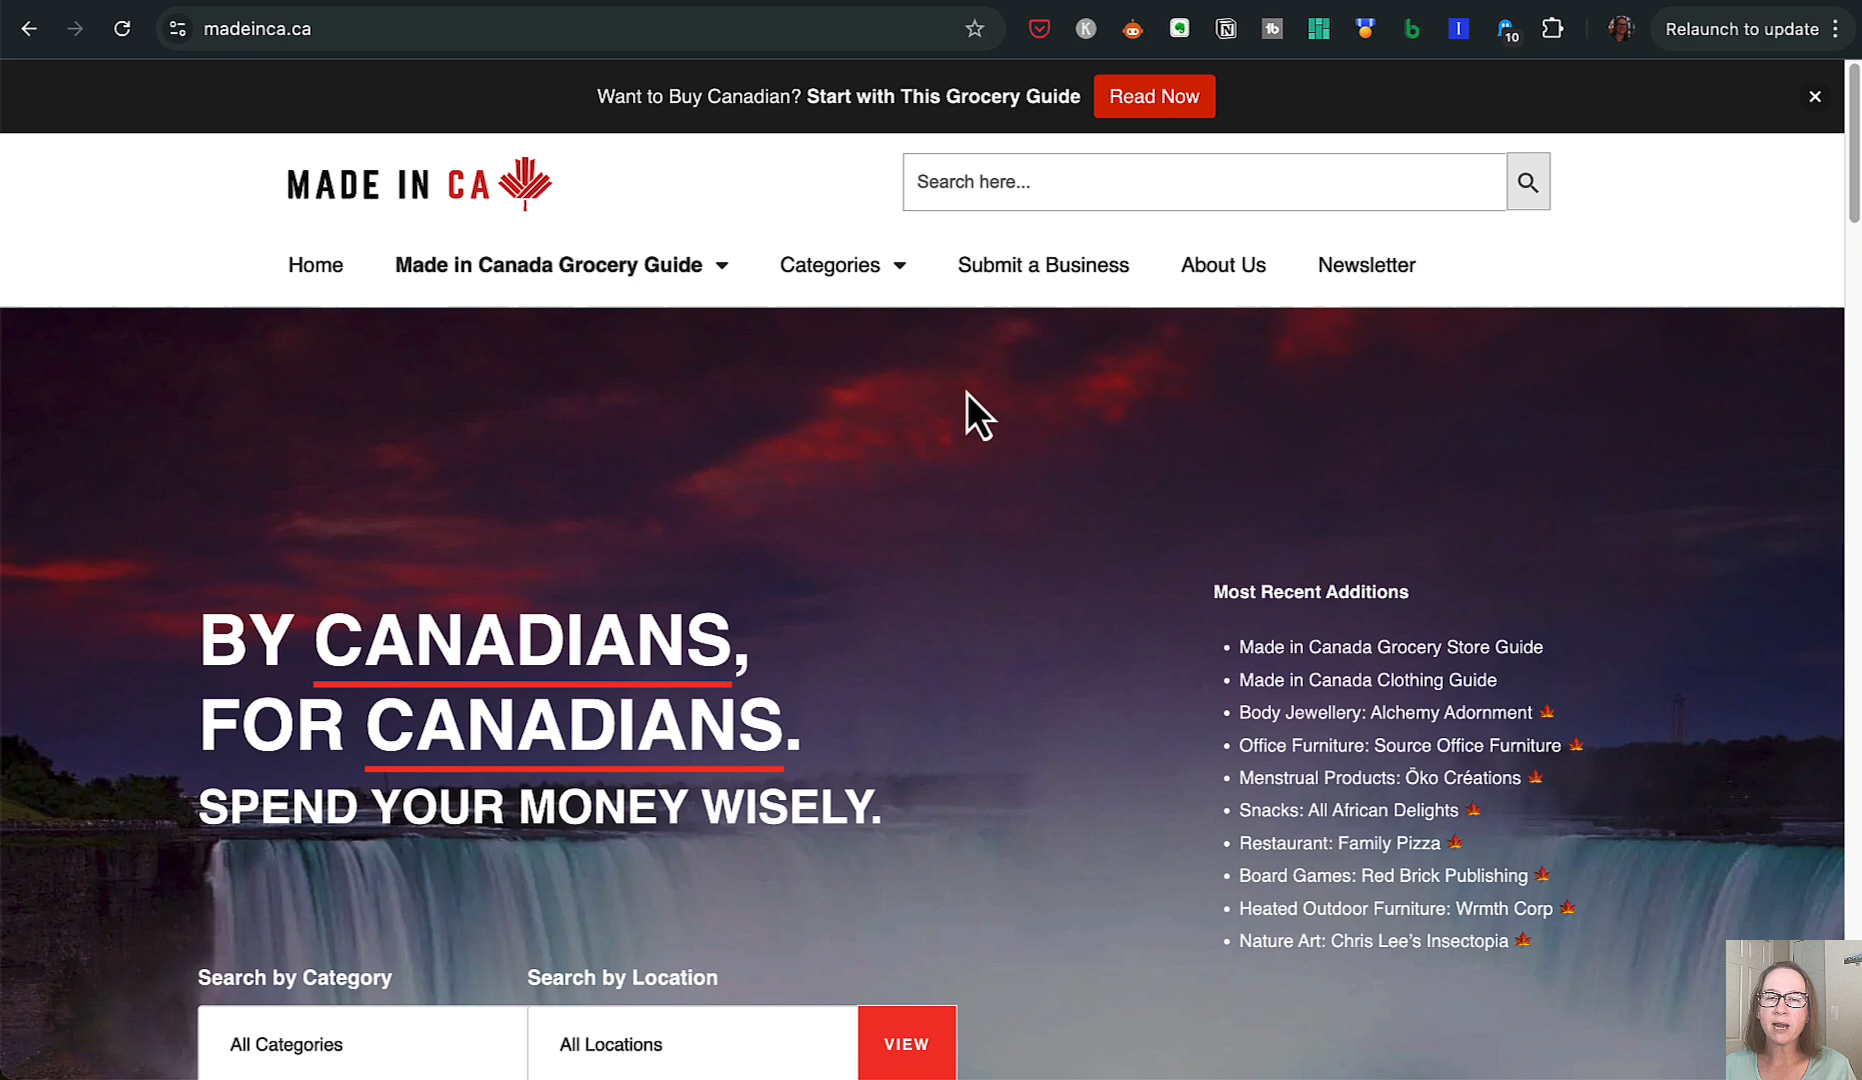 madeinca.ca
10
Relaunch to update
Want to Buy Canadian? Start with This Grocery Guide
Read Now
MADE IN CA
Search here...
Home
Made in Canada Grocery Guide
Categories
Submit a Business
About Us
Newsletter
BY CANADIANS,
FOR CANADIANS.
SPEND YOUR MONEY WISELY.
Most Recent Additions
Made in Canada Grocery Store Guide
Made in Canada Clothing Guide
Body Jewellery: Alchemy Adornment 🍁
Office Furniture: Source Office Furniture 🍁
Menstrual Products: Öko Créations 🍁
Snacks: All African Delights 🍁
Restaurant: Family Pizza 🍁
Board Games: Red Brick Publishing 🍁
Heated Outdoor Furniture: Wrmth Corp 🍁
Nature Art: Chris Lee’s Insectopia 🍁
Search by Category
Search by Location
All Categories
All Locations
VIEW